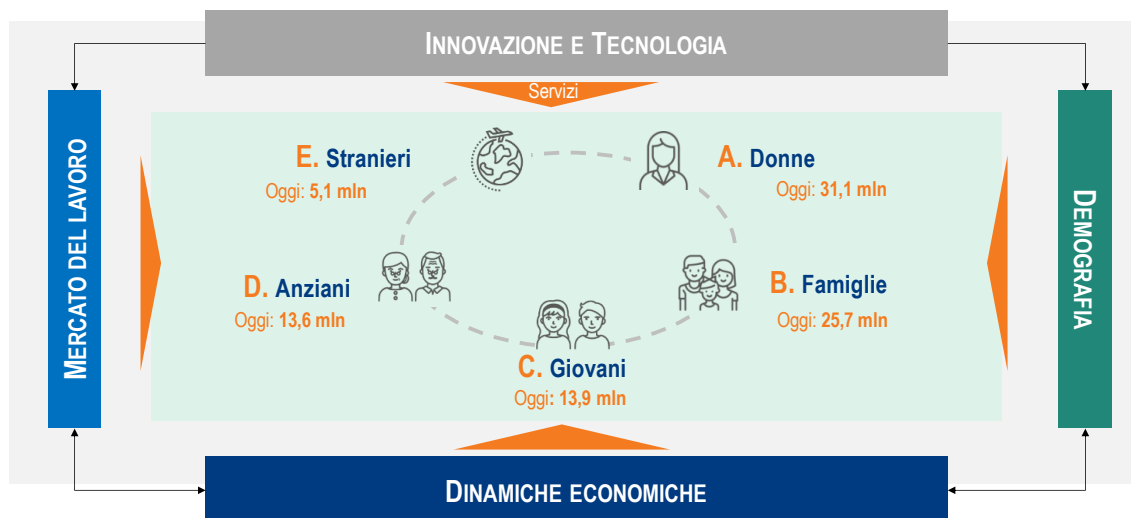 INNOVAZIONE E TECNOLOGIA
Servizi
MERCATO DEL LAVORO
DEMOGRAFIA
E. Stranieri
Oggi: 5,1 mln
A. Donne
Oggi: 31,1 mln
D. Anziani
Oggi: 13,6 mln
B. Famiglie
Oggi: 25,7 mln
C. Giovani
Oggi: 13,9 mln
DINAMICHE ECONOMICHE